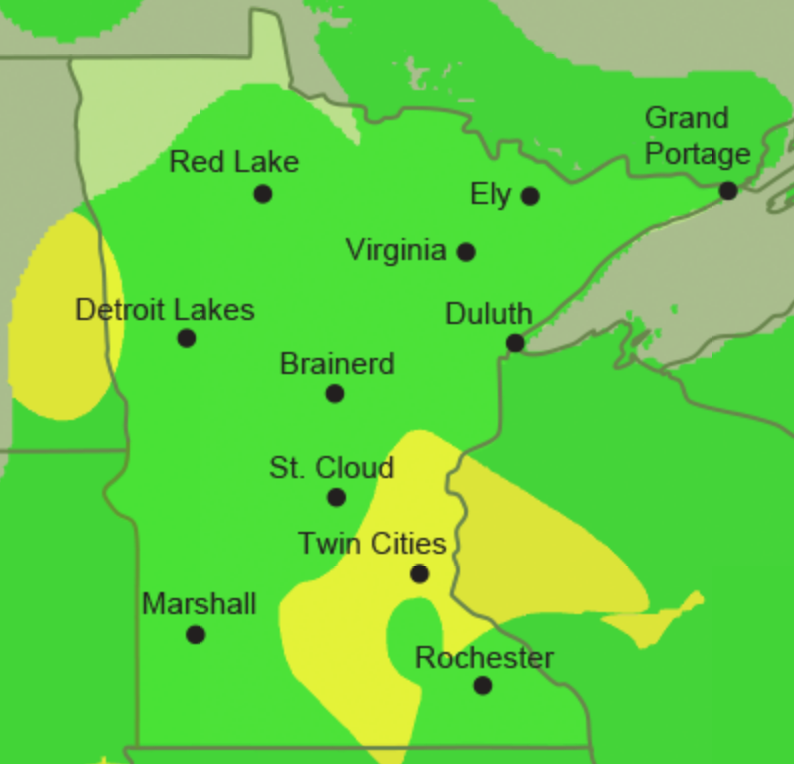 Grand
Portage
Red Lake
Ely
Virginia
Detroit Lakes
Duluth
Brainerd
St. Cloud
Twin Cities
Marshall
Rochester